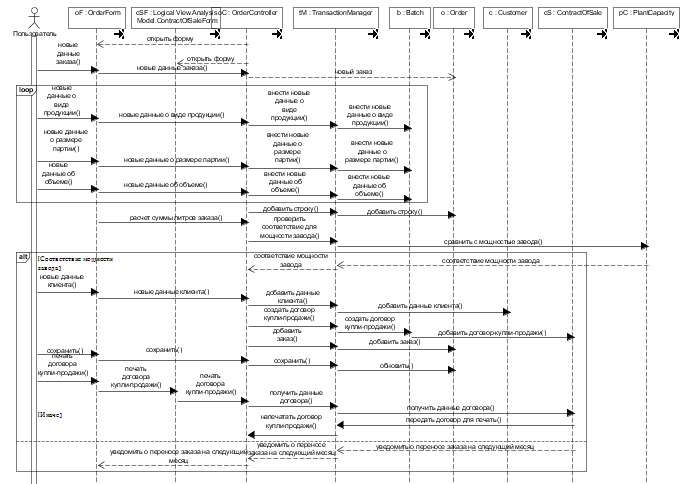 oF : OrderForm
cSF : Logical View.Analysis
Model.ContractOfSaleForm
oC : OrderController
tM : TransactionManager
b : Batch
o : Order
c : Customer
cS : ContractOfSale
pC : PlantCapacity
Пользователь
открыть форму
открыть форму
новые
данные
заказа()
новые данные заказа()
новый заказ
loop
новые
данные о
виде
продукции()
новые данные о виде продукции()
внести новые
данные о
виде
продукции()
внести новые
данные о виде
продукции()
новые данные
о размере
партии()
новые данные о размере партии()
внести новые
данные о
размере
партии()
внести новые
данные о
размере партии()
новые
данные об
объеме()
новые данные об объеме()
внести новые
данные об
объеме()
внести новые
данные об
объеме()
добавить строку()
добавить строку()
расчет суммы литров заказа()
проверить
соответствие для
мощности завода()
сравнить с мощностью завода()
alt
[Соответствие мощности
завода]
соответствие мощности
завода
соответствие мощности завода
новые данные
клиента()
новые данные клиента()
добавить данные
клиента()
добавить данные клиента()
создать договор
купли-продажи()
создать договор
купли-продажи()
добавить договор купли-продажи()
добавить
заказ()
добавить заказ()
сохранить()
сохранить()
сохранить()
обновить()
печать
договора
купли-продажи()
печать
договора
купли-продажи()
печать
договора
купли-продажи()
получить данные
договора()
получить данные договора()
[Иначе]
напечатать договор
купли-продажи()
передать договор для печати()
уведомить о переносе заказа на следующий
месяц
уведомить о переносе
заказа на следующий месяц
уведомить о переносе заказа на следующий месяц